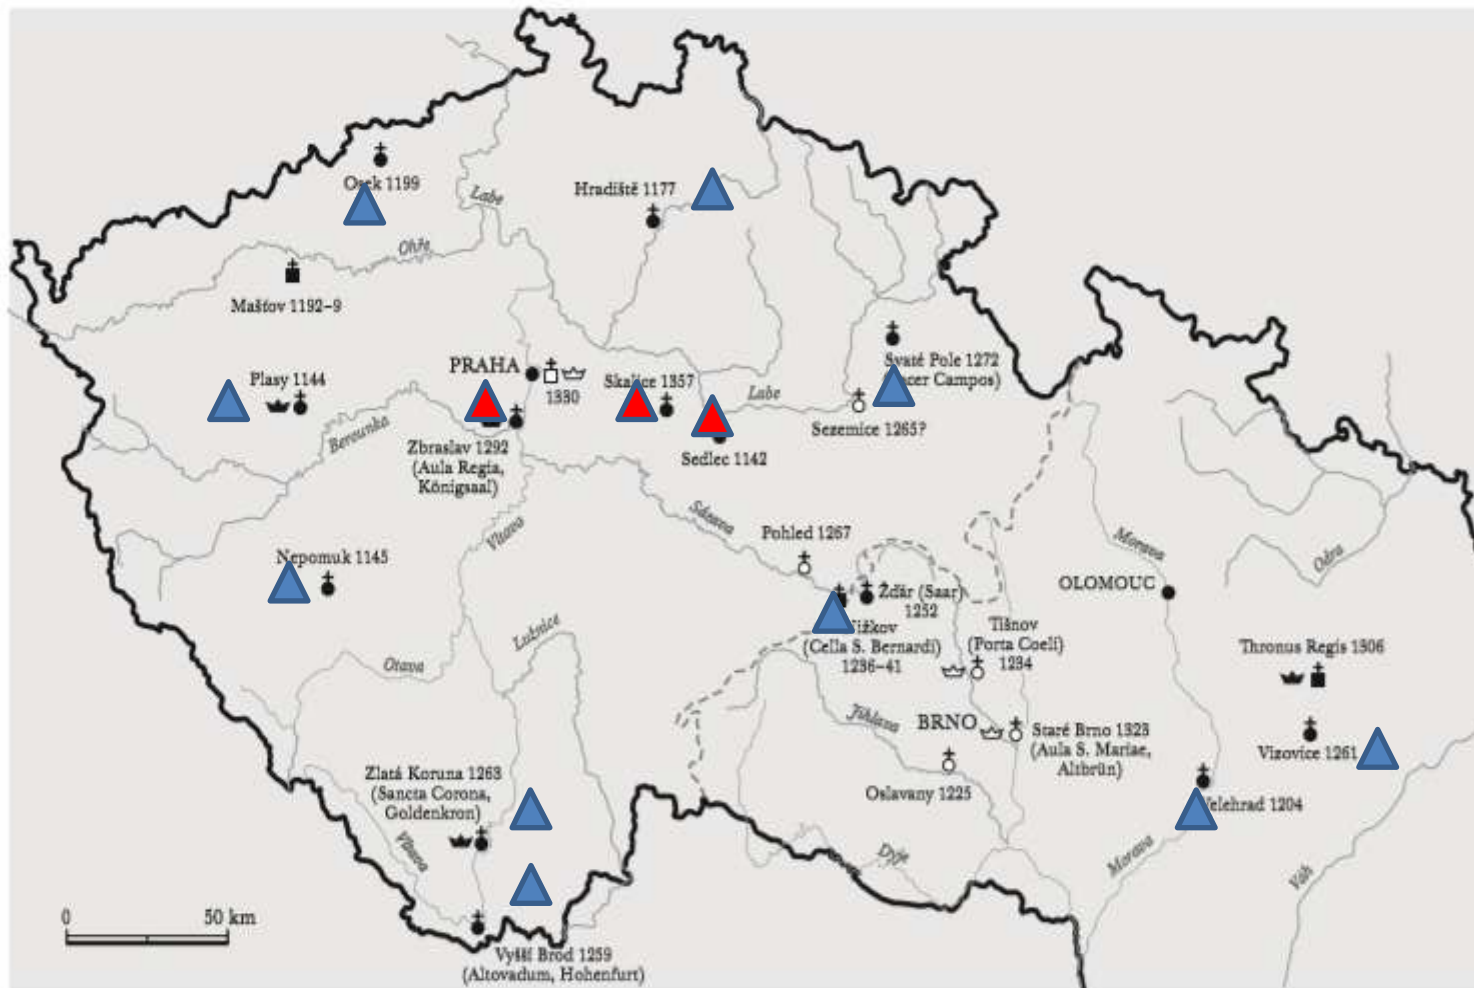 Osek 1199
Labe
Hradiště 1177
Ohře
Mašťov 1192–9
PRAHA
1330
Skalice 1357
Svaté Pole 1272
(Sacer Campos)
Plasy 1144
Labe
Berounka
Sezemice 1265?
Zbraslav 1292
(Aula Regia,
Königsaal)
Sedlec 1142
Sázava
Vltava
Pohled 1267
Morava
Odra
Nepomuk 1145
OLOMOUC
Žďár (Saar)
1252
Nížkov
(Cella S. Bernardi)
1236–41
Tišnov
(Porta Coeli)
1234
Lužnice
Otava
Thronus Regis 1306
Jihlava
BRNO
Staré Brno 1323
(Aula S. Mariae,
Altbrün)
Vizovice 1261
Zlatá Koruna 1263
(Sancta Corona,
Goldenkron)
Oslavany 1225
Velehrad 1204
Vltava
Dyje
Morava
Váh
0 50 km
Vyšší Brod 1259
(Altovadum, Hohenfurt)